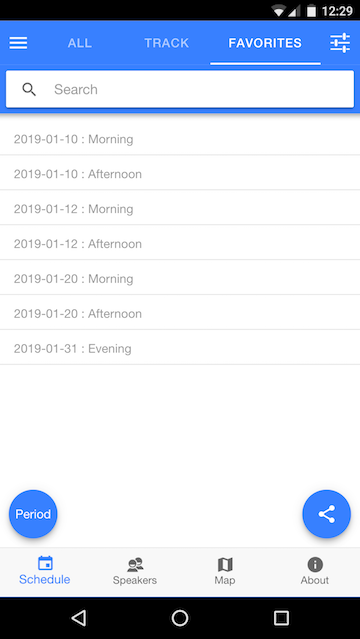 12:29
ALL TRACK FAVORITES
Search
2019-01-10 : Morning
2019-01-10 : Afternoon
2019-01-12 : Morning
2019-01-12 : Afternoon
2019-01-20 : Morning
2019-01-20 : Afternoon
2019-01-31 : Evening
Period
Schedule Speakers Map About